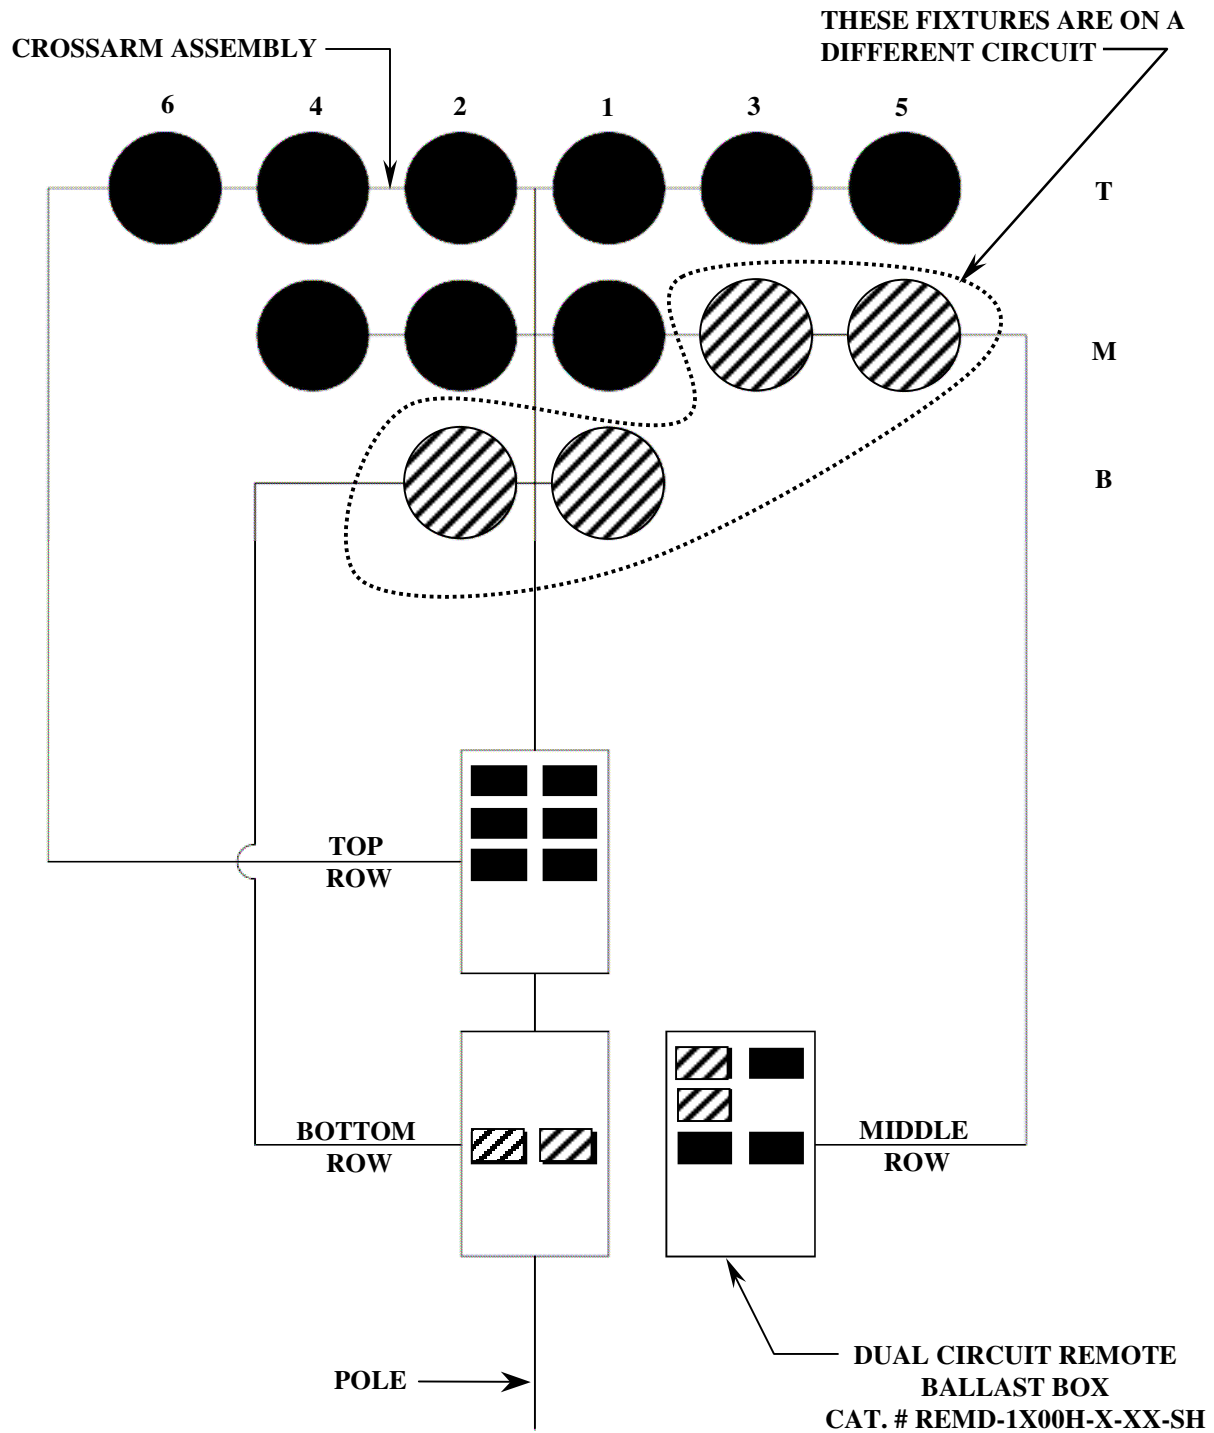 THESE FIXTURES ARE ON A
DIFFERENT CIRCUIT
CROSSARM ASSEMBLY
6 4 2 1 3 5
T
M
B
TOP
ROW
BOTTOM
ROW
MIDDLE
ROW
POLE
DUAL CIRCUIT REMOTE
BALLAST BOX
CAT. # REMD-1X00H-X-XX-SH